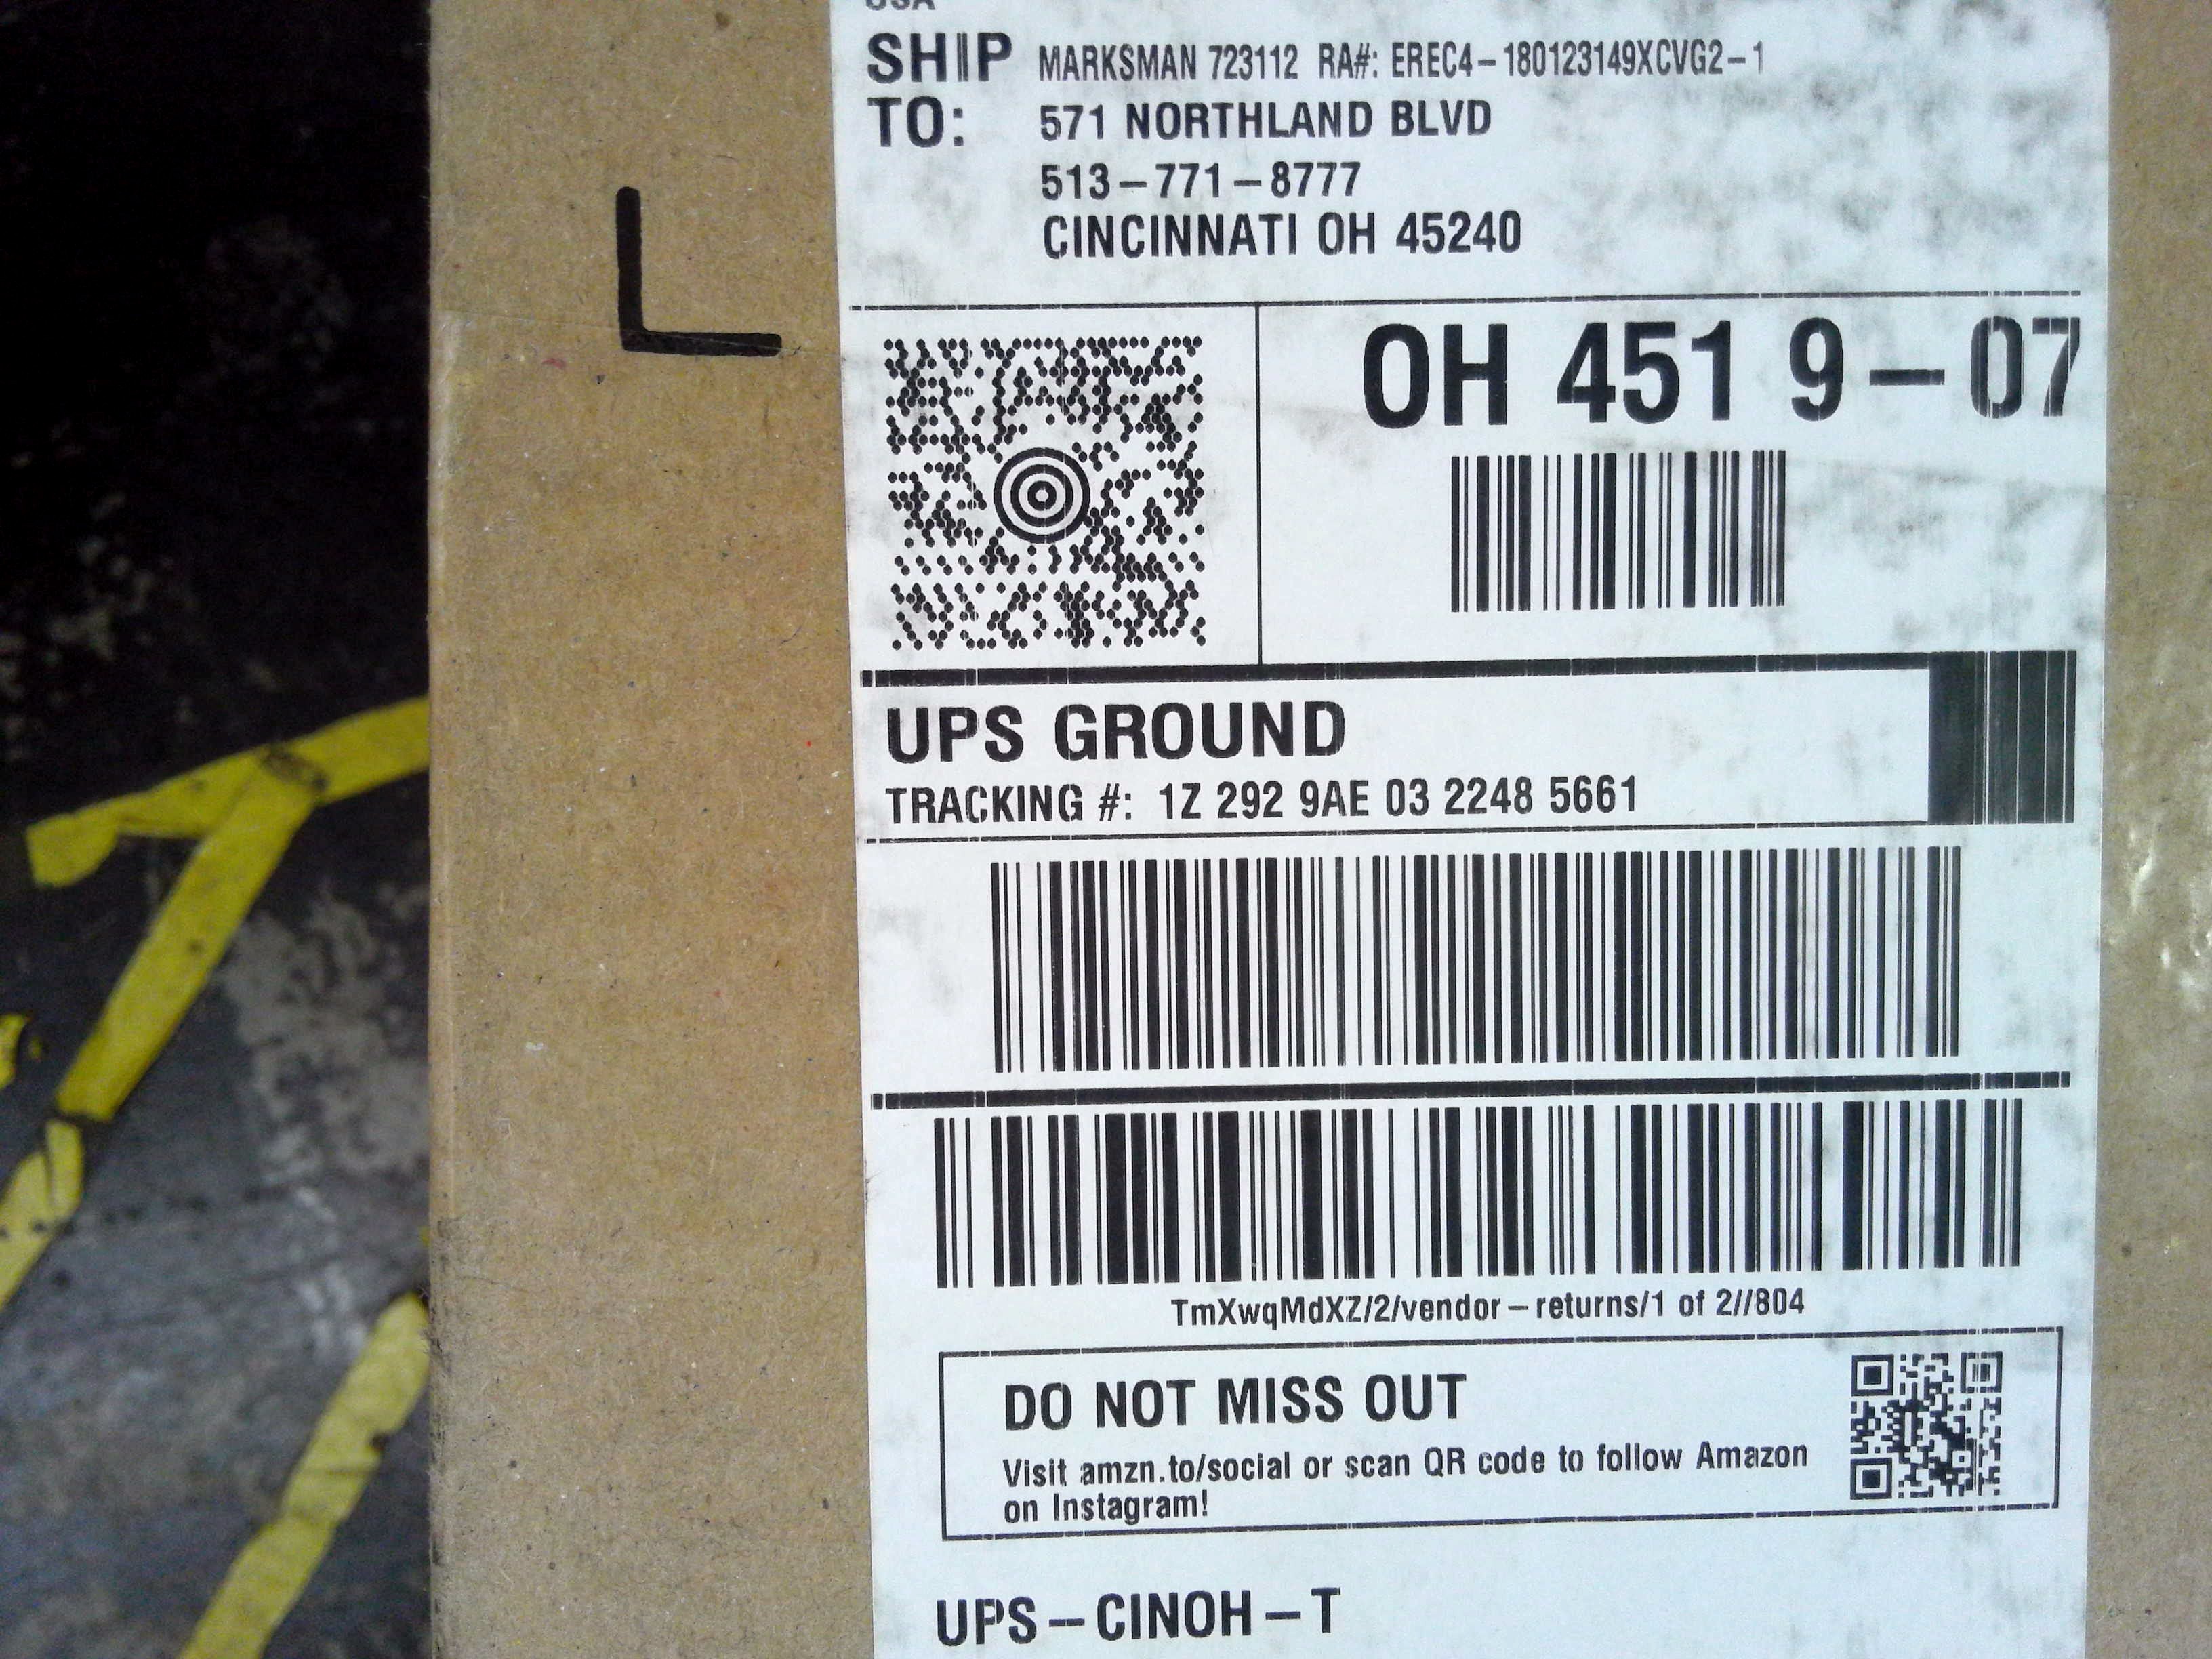 USA
SHIP MARKSMAN 723112 RA#: EREC4-180123149XCVG2-1
TO: 571 NORTHLAND BLVD
513-771-8777
CINCINNATI OH 45240
L
OH 451 9-07
UPS GROUND
TRACKING #: 1Z 292 9AE 03 2248 5661
TmXwqMdXZ/2/vendor-returns/1 of 2//804
DO NOT MISS OUT
Visit amzn.to/social or scan QR code to follow Amazon
on Instagram!
UPS-CINOH-T